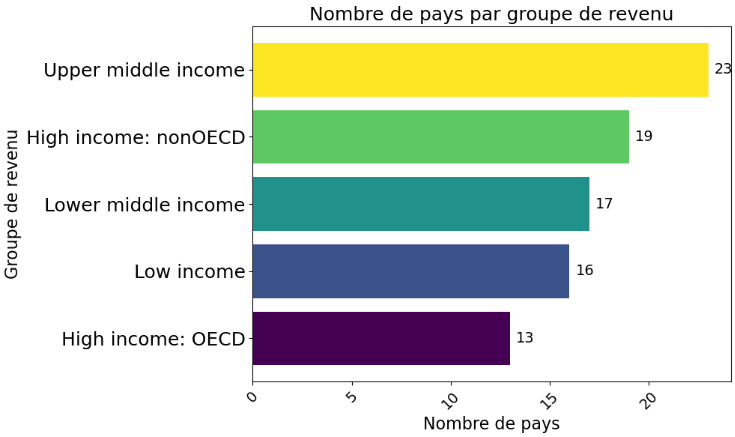 Nombre de pays par groupe de revenu
Groupe de revenu
Upper middle income
23
High income: nonOECD
19
Lower middle income
17
Low income
16
High income: OECD
13
0
5
10
15
20
Nombre de pays